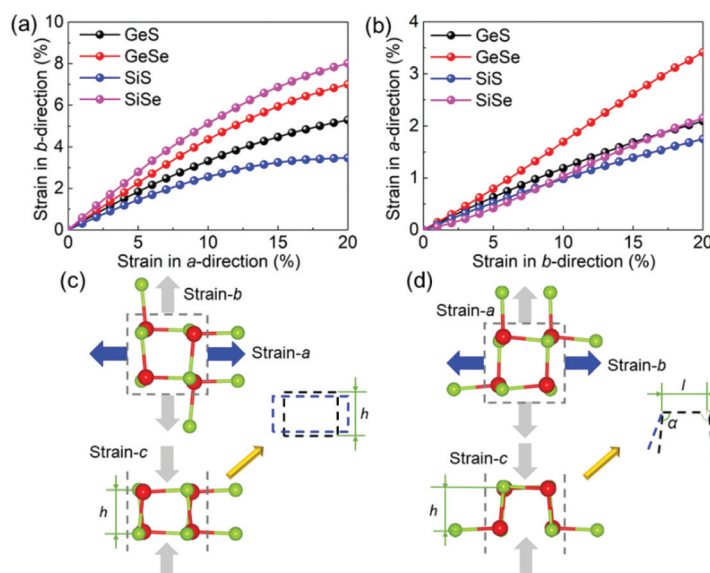 (a)
10
8
6
4
2
0
Strain in b-direction (%)
GeS
GeSe
SiS
SiSe
0 5 10 15 20
Strain in a-direction (%)
(b)
4
3
2
1
0
Strain in a-direction (%)
GeS
GeSe
SiS
SiSe
0 5 10 15 20
Strain in b-direction (%)
(c)
Strain-b
Strain-a
h
Strain-c
h
(d)
Strain-a
Strain-b
l
α
Strain-c
h